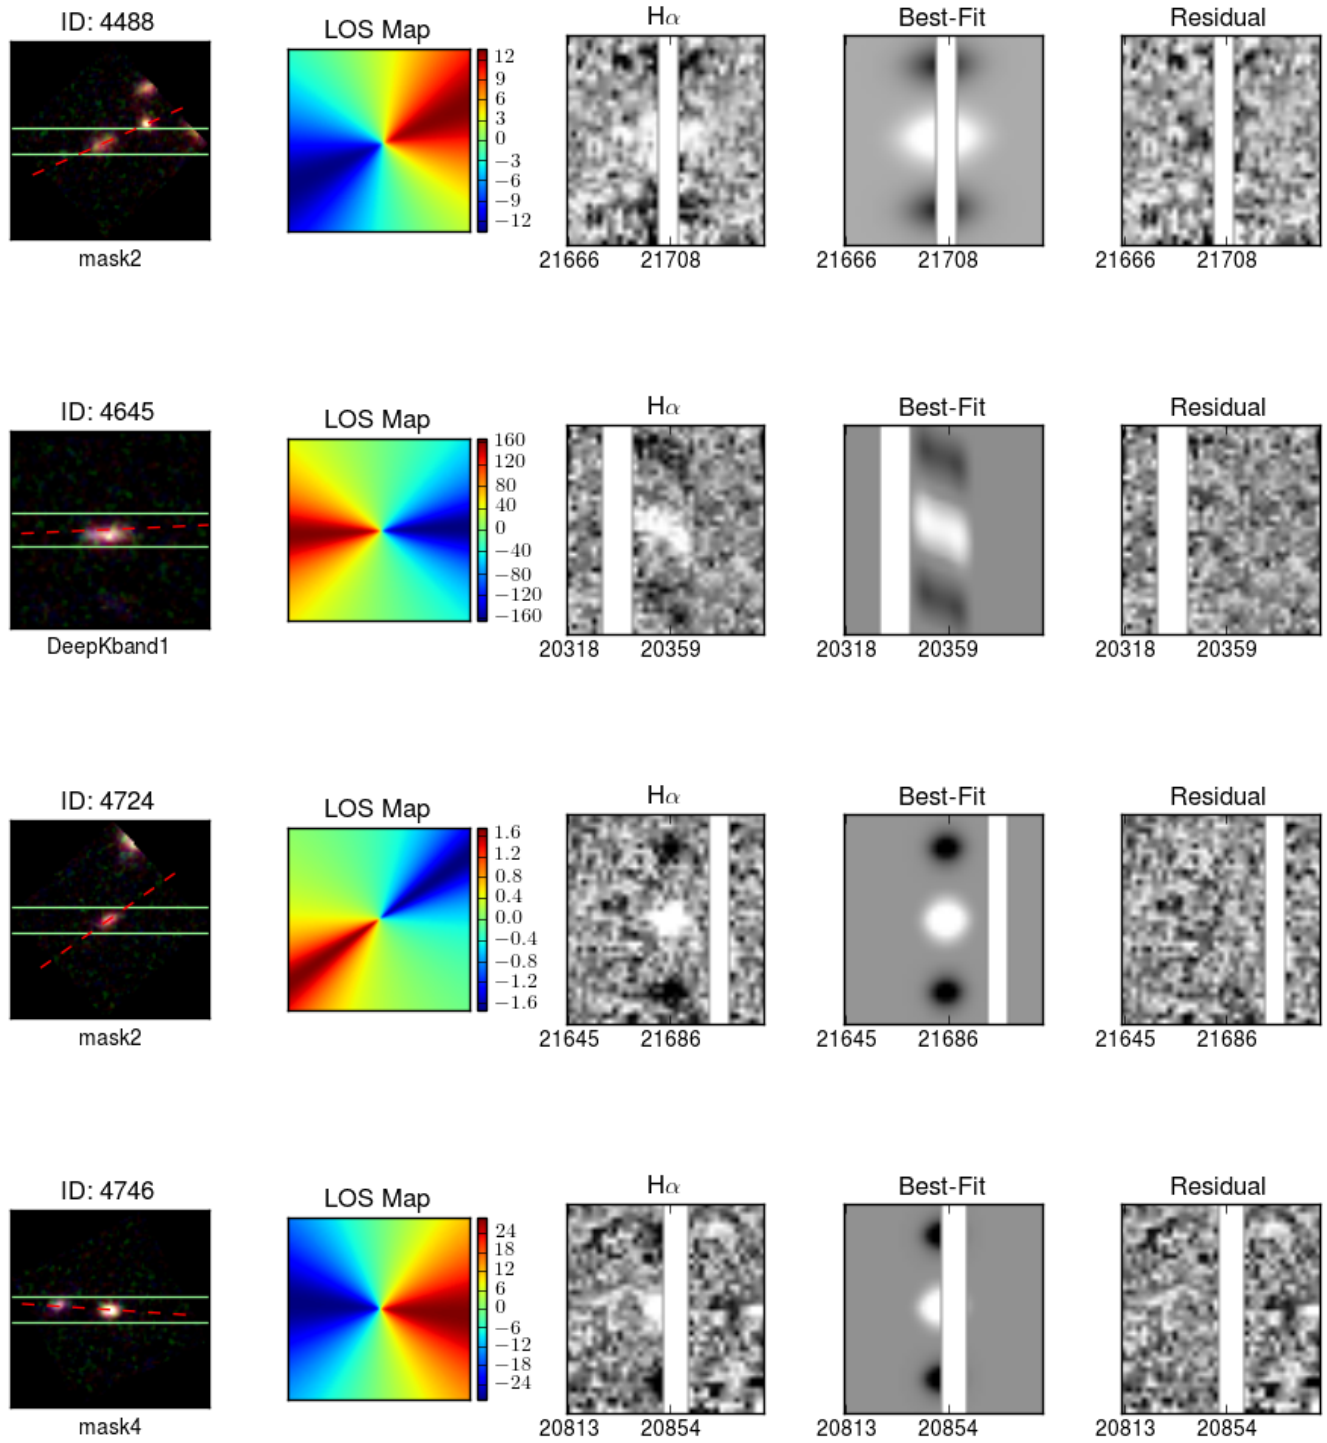 ID: 4488
LOS Map
Hα
Best-Fit
Residual
12
9
6
3
0
−3
−6
−9
−12
mask2
21666 21708
21666 21708
21666 21708
ID: 4645
LOS Map
Hα
Best-Fit
Residual
160
120
80
40
0
−40
−80
−120
−160
DeepKband1
20318 20359
20318 20359
20318 20359
ID: 4724
LOS Map
Hα
Best-Fit
Residual
1.6
1.2
0.8
0.4
0.0
−0.4
−0.8
−1.2
−1.6
mask2
21645 21686
21645 21686
21645 21686
ID: 4746
LOS Map
Hα
Best-Fit
Residual
24
18
12
6
0
−6
−12
−18
−24
mask4
20813 20854
20813 20854
20813 20854